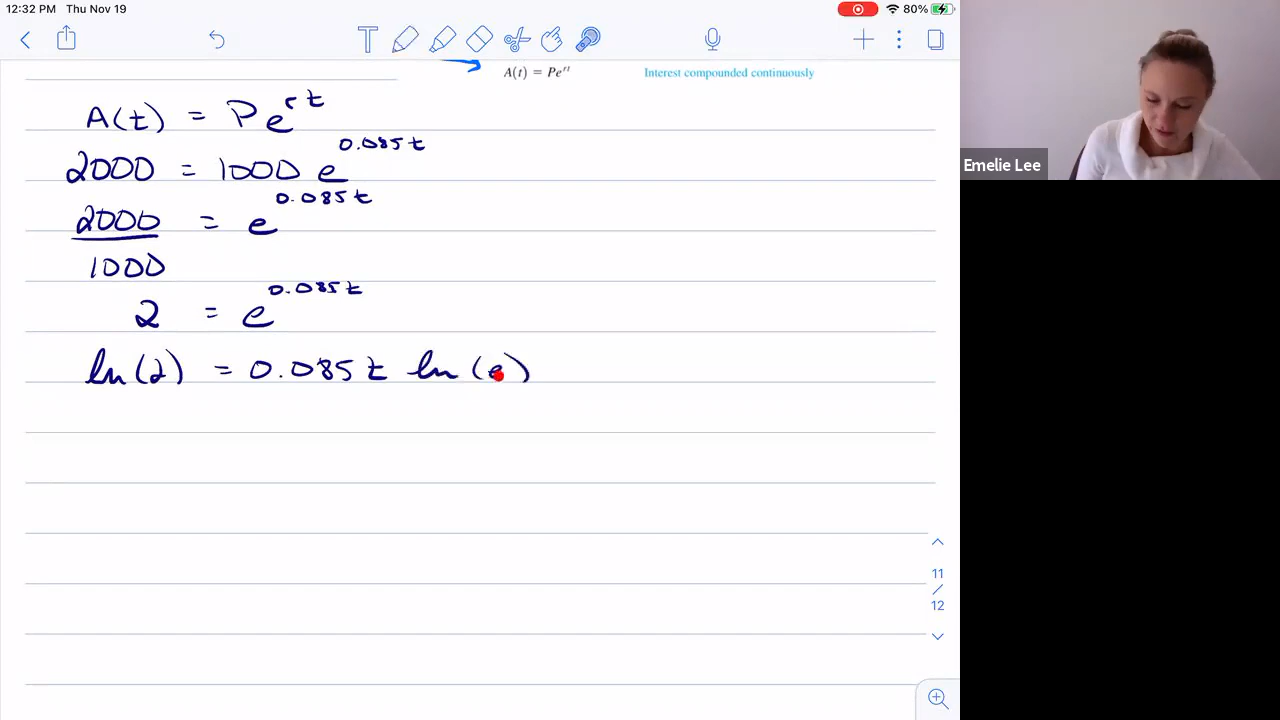 12:32 PM Thu Nov 19
80%
A(t) = Pe^{rt} Interest compounded continuously
A(t) = Pe^{rt}
2000 = 1000 e^{0.085t}
2000/1000 = e^{0.085t}
2 = e^{0.085t}
ln(2) = 0.085t ln(e)
Emelie Lee
11
/
12